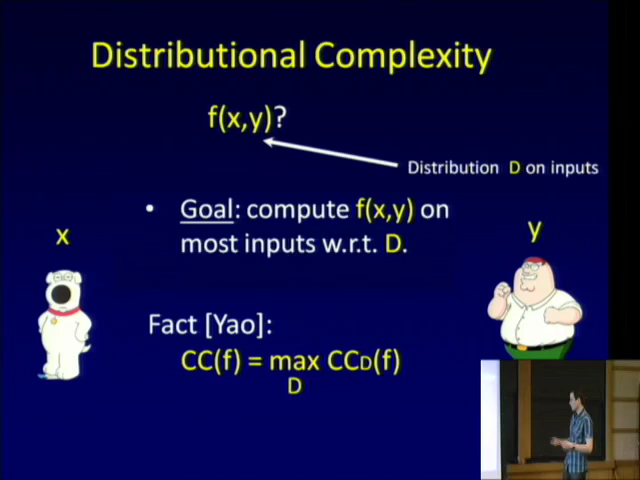 Distributional Complexity
f(x,y)?
Distribution D on inputs
• Goal: compute f(x,y) on
most inputs w.r.t. D.
x
y
Fact [Yao]:
CC(f) = max CCD(f)
D